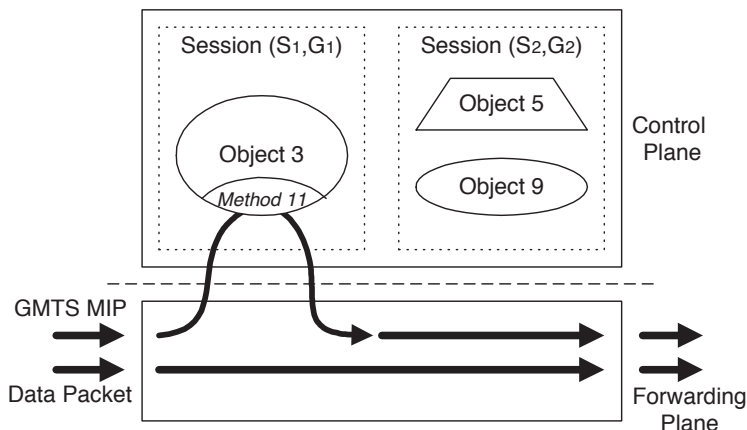 Session (S1,G1)
Session (S2,G2)
Object 5
Control
Plane
Object 3
Object 9
Method 11
GMTS MIP
Data Packet
Forwarding
Plane